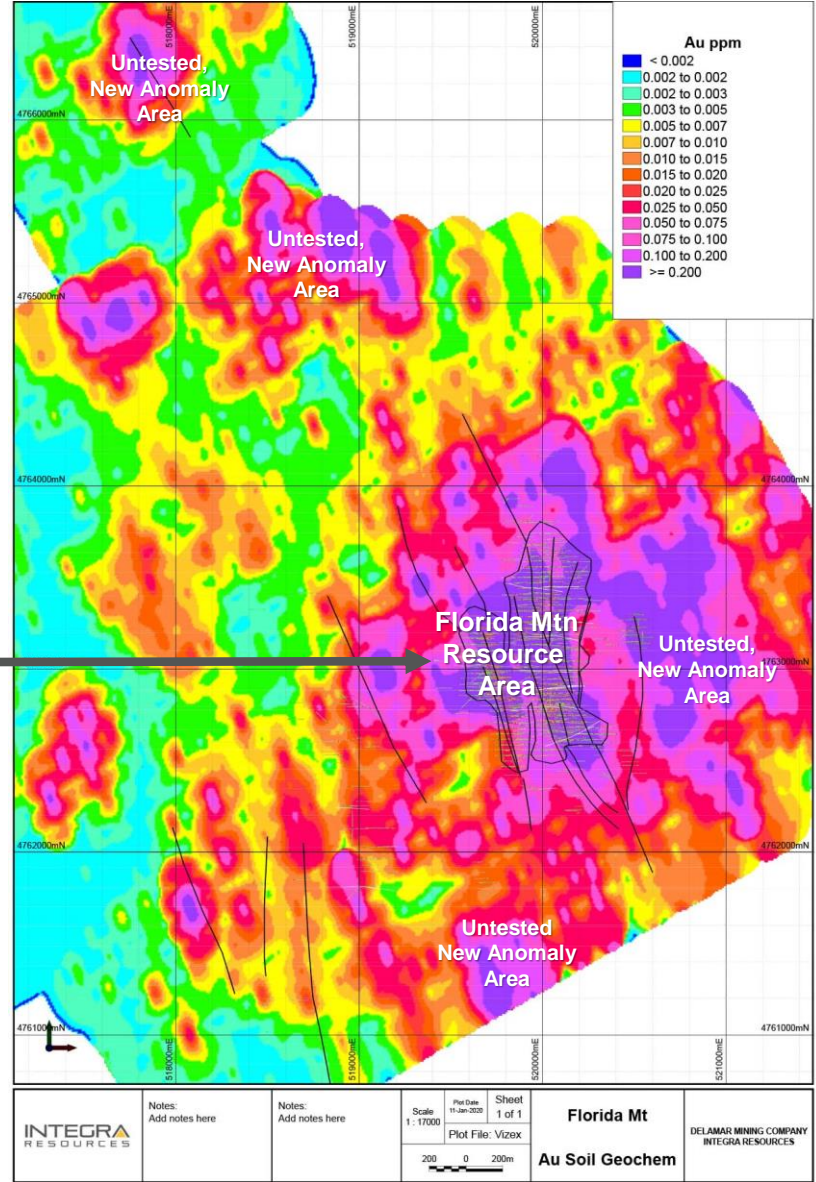 518000mE
519000mE
520000mE
Au ppm
< 0.002
0.002 to 0.002
0.002 to 0.003
0.003 to 0.005
0.005 to 0.007
0.007 to 0.010
0.010 to 0.015
0.015 to 0.020
0.020 to 0.025
0.025 to 0.050
0.050 to 0.075
0.075 to 0.100
0.100 to 0.200
>= 0.200
Untested,
New Anomaly
Area
4766000mN
Untested,
New Anomaly
Area
4765000mN
4764000mN
4764000mN
Florida Mtn
Resource
Area
Untested,
New Anomaly
Area
4763000mN
4762000mN
4762000mN
Untested
New Anomaly
Area
4761000mN
4761000mN
518000mE
519000mE
520000mE
521000mE
INTEGRA
RESOURCES
Notes:
Add notes here
Notes:
Add notes here
Scale
1 : 17000
Plot Date
11-Jan-2020
Sheet
1 of 1
Plot File: Vizex
200 0 200m
Florida Mt
Au Soil Geochem
DELAMAR MINING COMPANY
INTEGRA RESOURCES